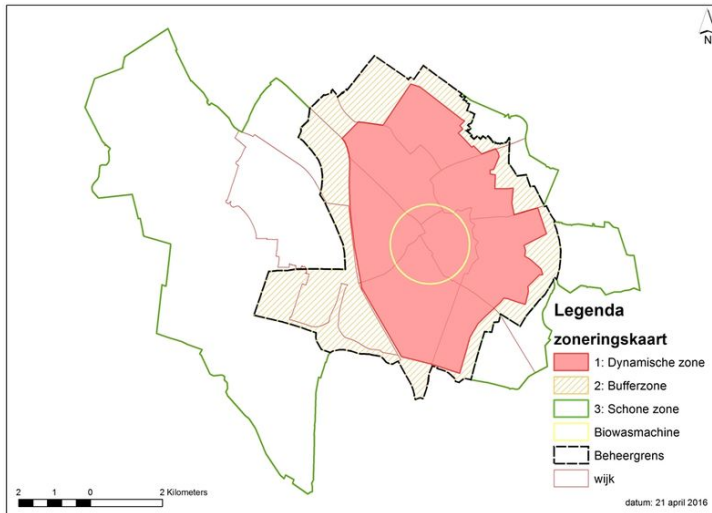 N
Legenda
zoneringskaart
1: Dynamische zone
2: Bufferzone
3: Schone zone
Biowasmachine
Beheergrens
wijk
2 1 0 2 Kilometers
datum: 21 april 2016